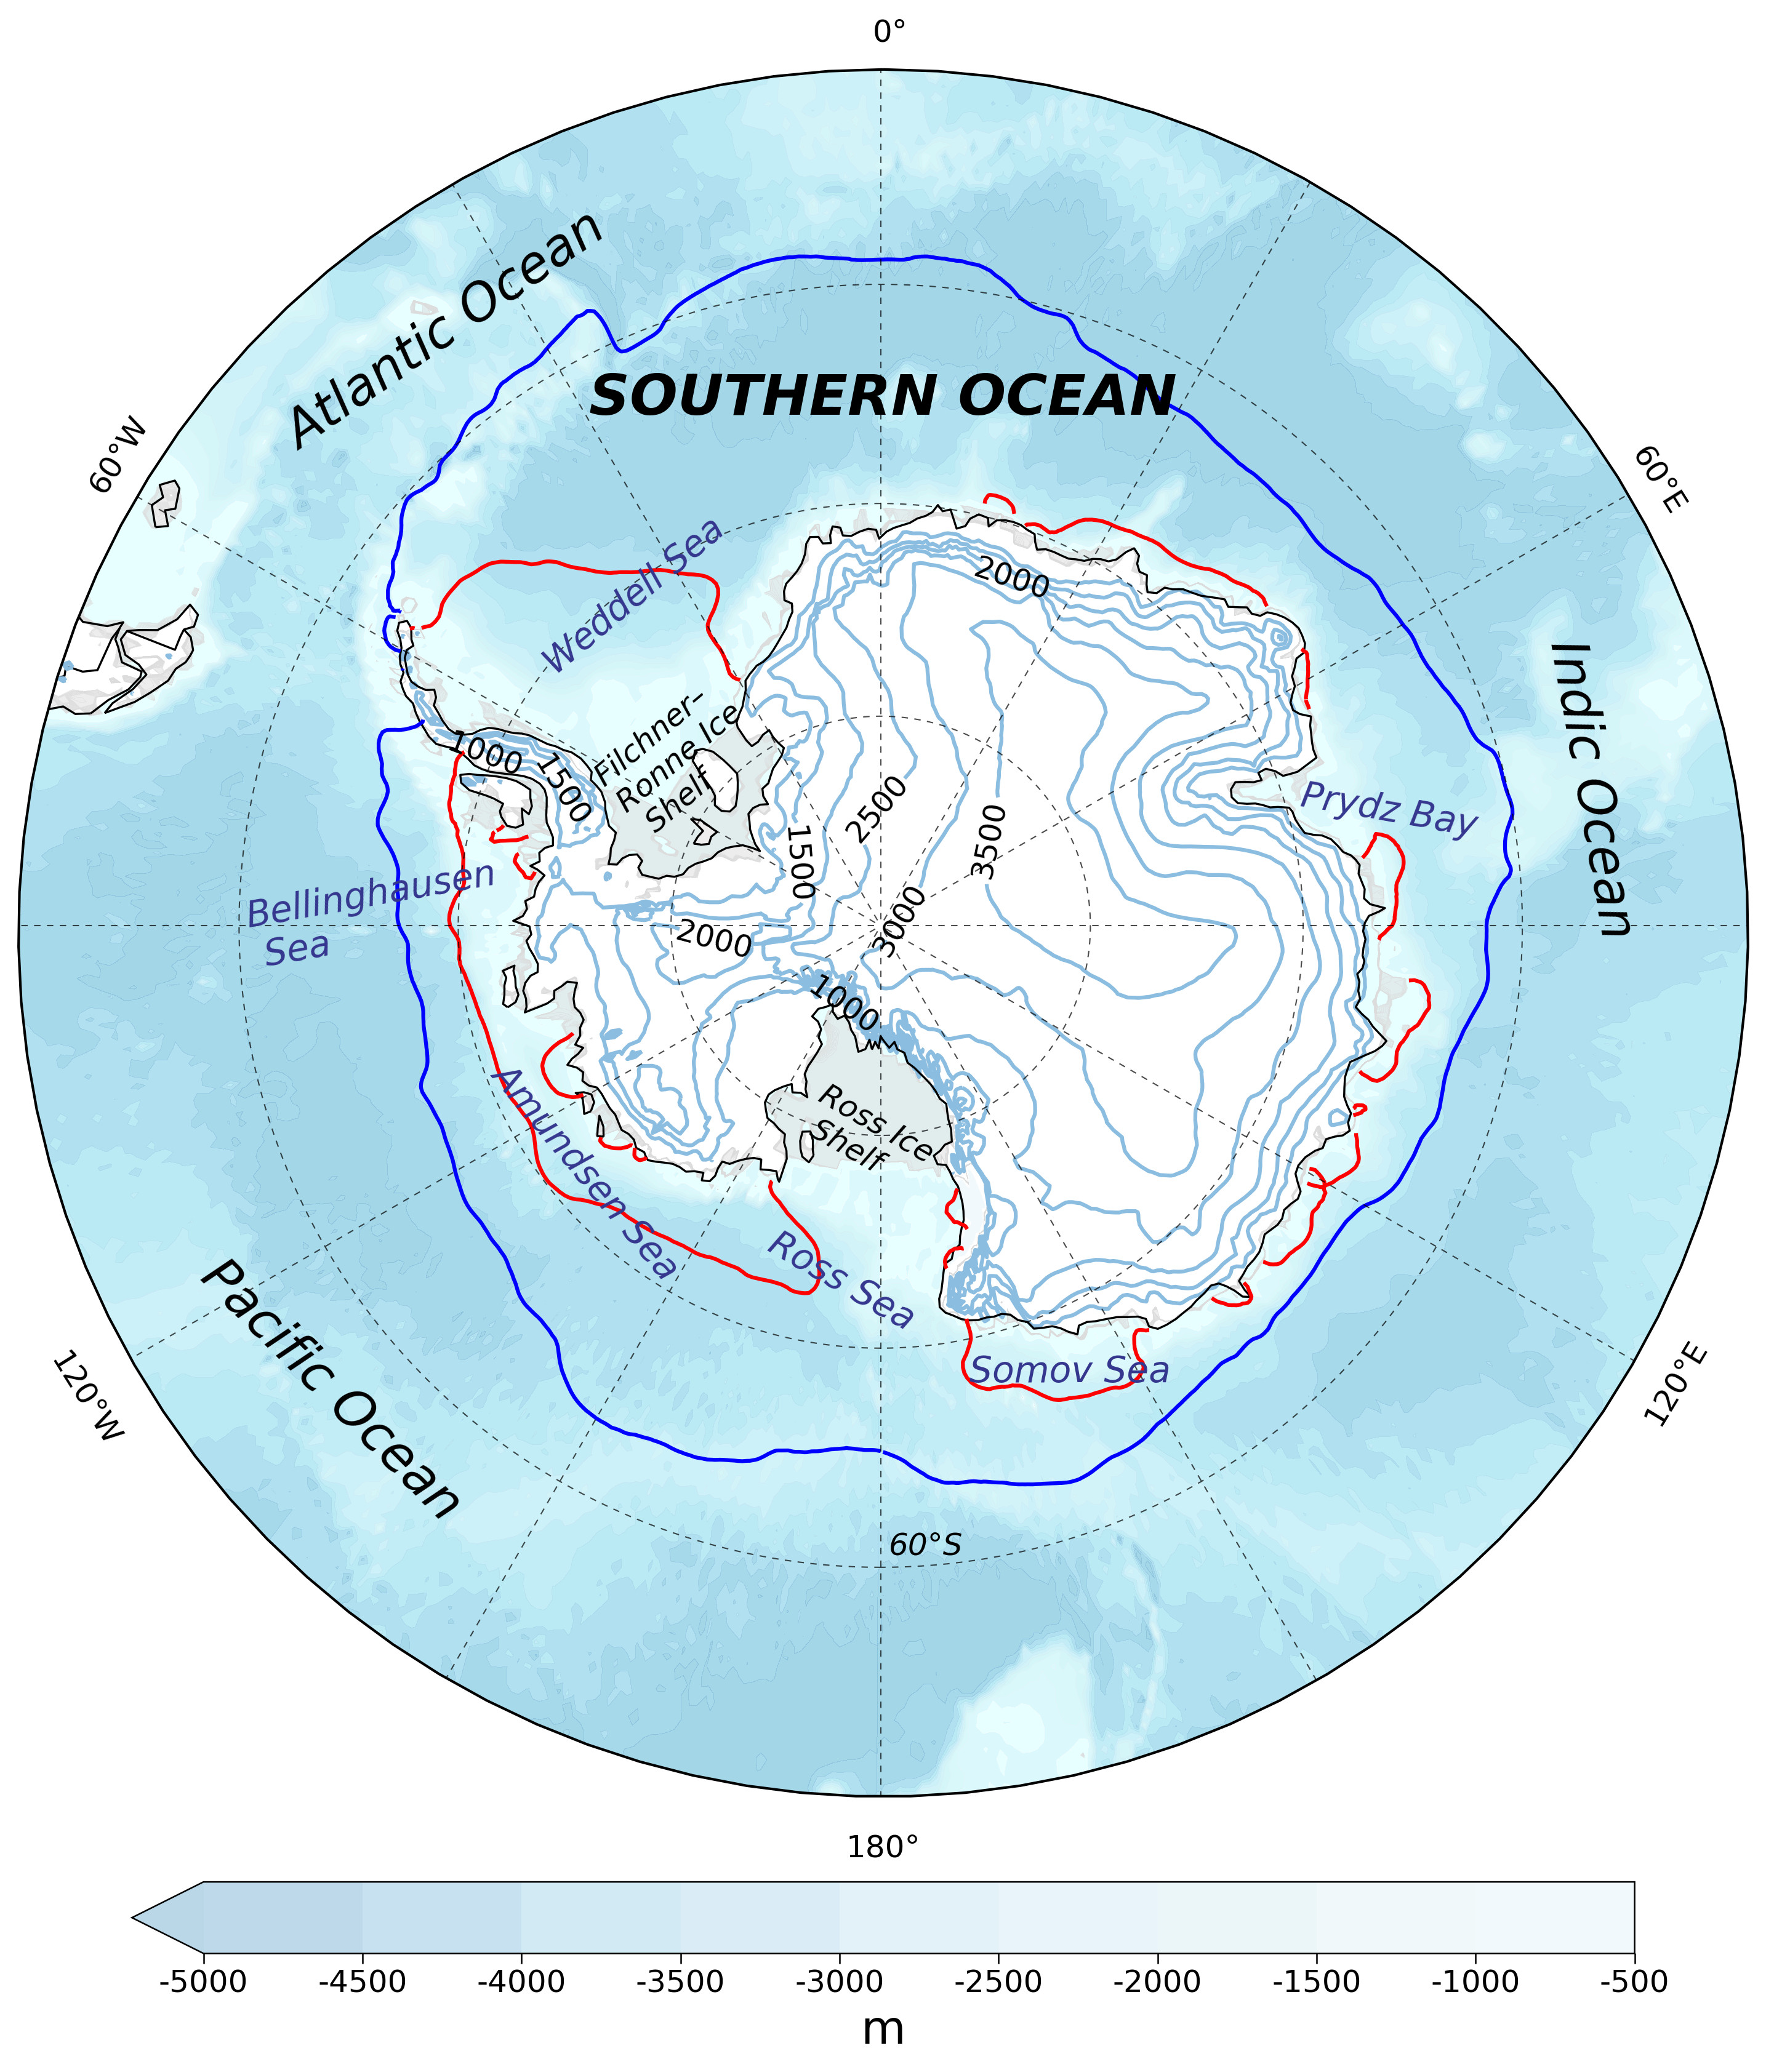 0°
Atlantic Ocean
SOUTHERN OCEAN
60°W
60°E
Weddell Sea
2000
Indic Ocean
Filchner-
Ronne Ice
Shelf
1000
1500
2500
1500
3500
Prydz Bay
Bellinghausen
Sea
2000
3000
1000
Ross Ice
Shelf
Amundsen Sea
Ross Sea
Somov Sea
Pacific Ocean
120°W
120°E
60°S
180°
-5000 -4500 -4000 -3500 -3000 -2500 -2000 -1500 -1000 -500
m